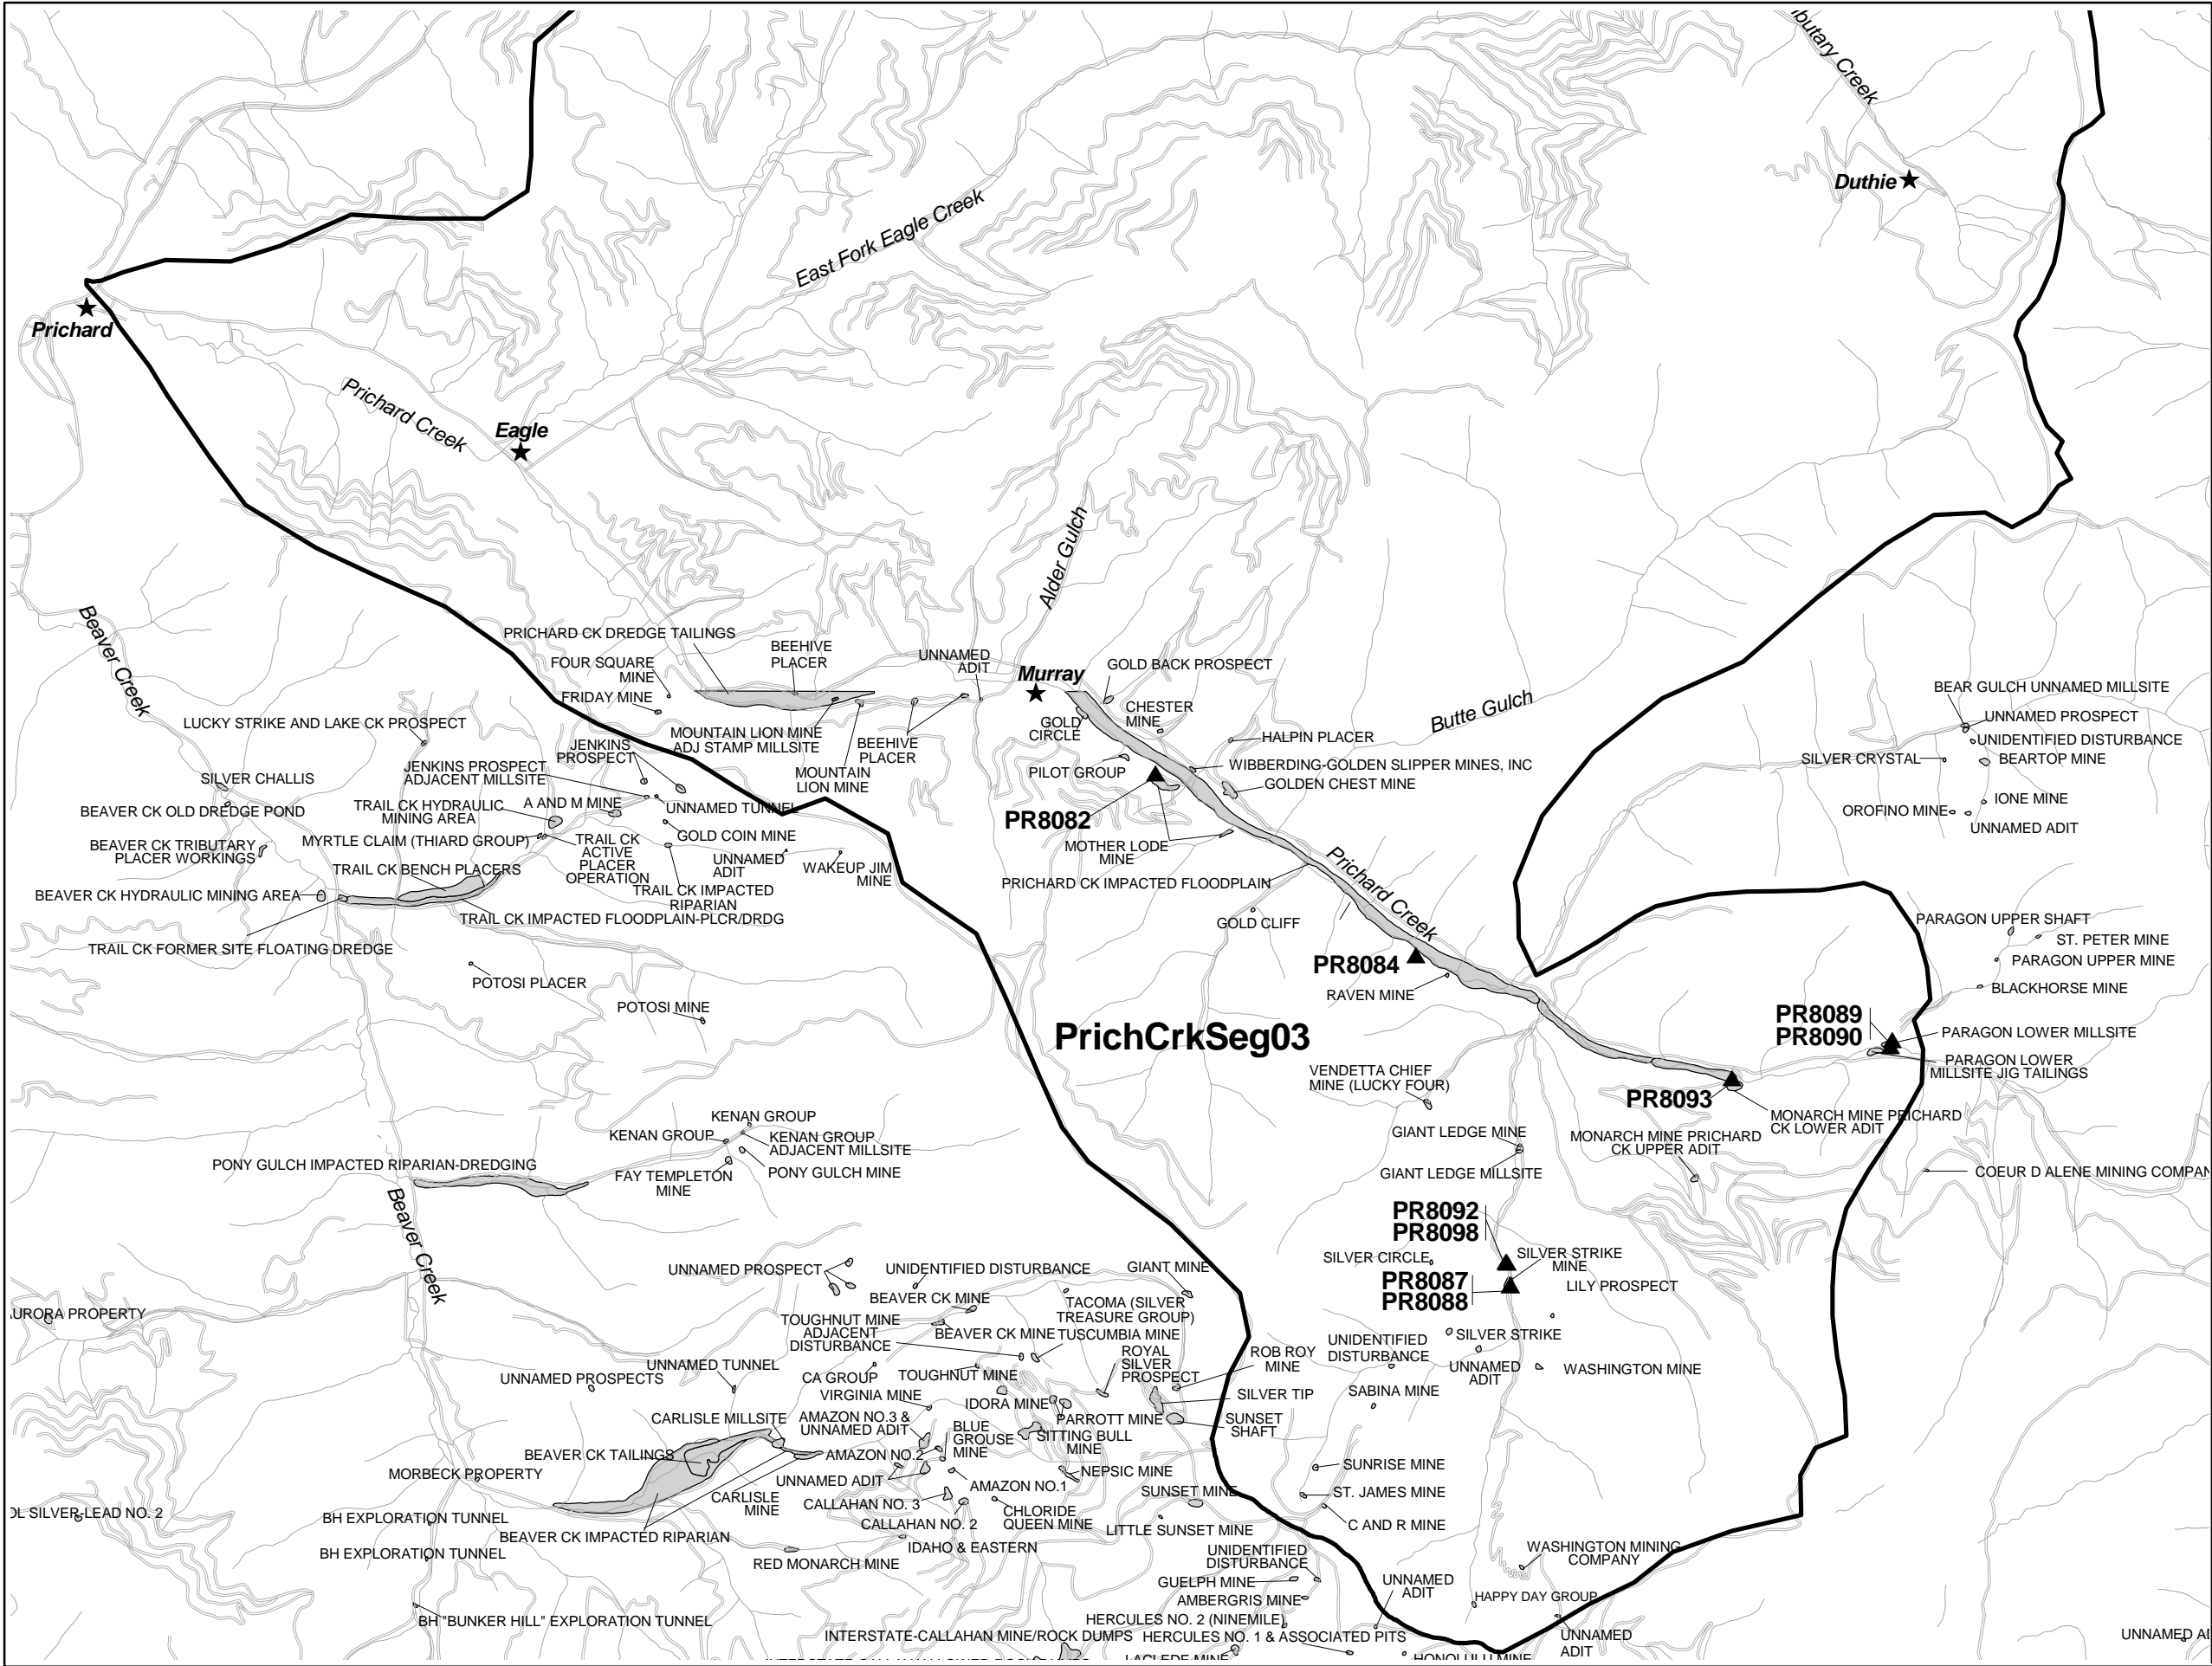 butary Creek
Duthie
East Fork Eagle Creek
Prichard
Prichard Creek
Eagle
Alder Gulch
Beaver Creek
PRICHARD CK DREDGE TAILINGS
BEEHIVE
PLACER
FOUR SQUARE
MINE
FRIDAY MINE
UNNAMED
ADIT
Murray
GOLD BACK PROSPECT
CHESTER
MINE
GOLD
CIRCLE
Butte Gulch
BEAR GULCH UNNAMED MILLSITE
UNNAMED PROSPECT
UNIDENTIFIED DISTURBANCE
SILVER CRYSTAL
BEARTOP MINE
IONE MINE
OROFINO MINE
UNNAMED ADIT
LUCKY STRIKE AND LAKE CK PROSPECT
MOUNTAIN LION MINE
ADJ STAMP MILLSITE
BEEHIVE
PLACER
MOUNTAIN
LION MINE
HALPIN PLACER
PILOT GROUP
WIBBERDING-GOLDEN SLIPPER MINES, INC
GOLDEN CHEST MINE
JENKINS
PROSPECT
JENKINS PROSPECT
ADJACENT MILLSITE
SILVER CHALLIS
BEAVER CK OLD DREDGE POND
TRAIL CK HYDRAULIC
MINING AREA
A AND M MINE
UNNAMED TUNNEL
PR8082
MOTHER LODE
MINE
BEAVER CK TRIBUTARY
PLACER WORKINGS
MYRTLE CLAIM (THIARD GROUP)
TRAIL CK
ACTIVE
PLACER
OPERATION
GOLD COIN MINE
UNNAMED
ADIT
WAKEUP JIM
MINE
TRAIL CK BENCH PLACERS
TRAIL CK IMPACTED
RIPARIAN
PRICHARD CK IMPACTED FLOODPLAIN
Prichard Creek
BEAVER CK HYDRAULIC MINING AREA
TRAIL CK IMPACTED FLOODPLAIN-PLCR/DRDG
GOLD CLIFF
PARAGON UPPER SHAFT
ST. PETER MINE
PARAGON UPPER MINE
TRAIL CK FORMER SITE FLOATING DREDGE
PR8084
RAVEN MINE
BLACKHORSE MINE
POTOSI PLACER
POTOSI MINE
PrichCrkSeg03
PR8089
PR8090
PARAGON LOWER MILLSITE
PARAGON LOWER
MILLSITE JIG TAILINGS
VENDETTA CHIEF
MINE (LUCKY FOUR)
PR8093
MONARCH MINE PRICHARD
CK LOWER ADIT
KENAN GROUP
KENAN GROUP
KENAN GROUP
ADJACENT MILLSITE
GIANT LEDGE MINE
MONARCH MINE PRICHARD
CK UPPER ADIT
PONY GULCH IMPACTED RIPARIAN-DREDGING
FAY TEMPLETON
MINE
PONY GULCH MINE
GIANT LEDGE MILLSITE
COEUR D ALENE MINING COMPAN
Beaver Creek
PR8092
PR8098
SILVER CIRCLE
SILVER STRIKE
MINE
PR8087
PR8088
LILY PROSPECT
UNNAMED PROSPECT
UNIDENTIFIED DISTURBANCE
GIANT MINE
BEAVER CK MINE
TACOMA (SILVER
TREASURE GROUP)
URORA PROPERTY
TOUGHNUT MINE
ADJACENT
DISTURBANCE
BEAVER CK MINE
TUSCUMBIA MINE
UNIDENTIFIED
DISTURBANCE
SILVER STRIKE
ROYAL
SILVER
PROSPECT
ROB ROY
MINE
UNNAMED
ADIT
WASHINGTON MINE
UNNAMED TUNNEL
UNNAMED PROSPECTS
CA GROUP
TOUGHNUT MINE
VIRGINIA MINE
IDORA MINE
SILVER TIP
SABINA MINE
CARLISLE MILLSITE
AMAZON NO.3 &
UNNAMED ADIT
BLUE
GROUSE
MINE
PARROTT MINE
SITTING BULL
MINE
SUNSET
SHAFT
BEAVER CK TAILINGS
AMAZON NO.2
MORBECK PROPERTY
UNNAMED ADIT
AMAZON NO.1
NEPSIC MINE
SUNRISE MINE
SUNSET MINE
ST. JAMES MINE
CARLISLE
MINE
CALLAHAN NO. 3
CALLAHAN NO. 2
CHLORIDE
QUEEN MINE
OL SILVER-LEAD NO. 2
BH EXPLORATION TUNNEL
BEAVER CK IMPACTED RIPARIAN
LITTLE SUNSET MINE
C AND R MINE
IDAHO & EASTERN
BH EXPLORATION TUNNEL
RED MONARCH MINE
UNIDENTIFIED
DISTURBANCE
WASHINGTON MINING
COMPANY
GUELPH MINE
AMBERGRIS MINE
UNNAMED
ADIT
HAPPY DAY GROUP
BH "BUNKER HILL" EXPLORATION TUNNEL
HERCULES NO. 2 (NINEMILE)
INTERSTATE-CALLAHAN MINE/ROCK DUMPS
HERCULES NO. 1 & ASSOCIATED PITS
UNNAMED
ADIT
UNNAMED AD
LACLEDE MINE
HONOLULU MINE